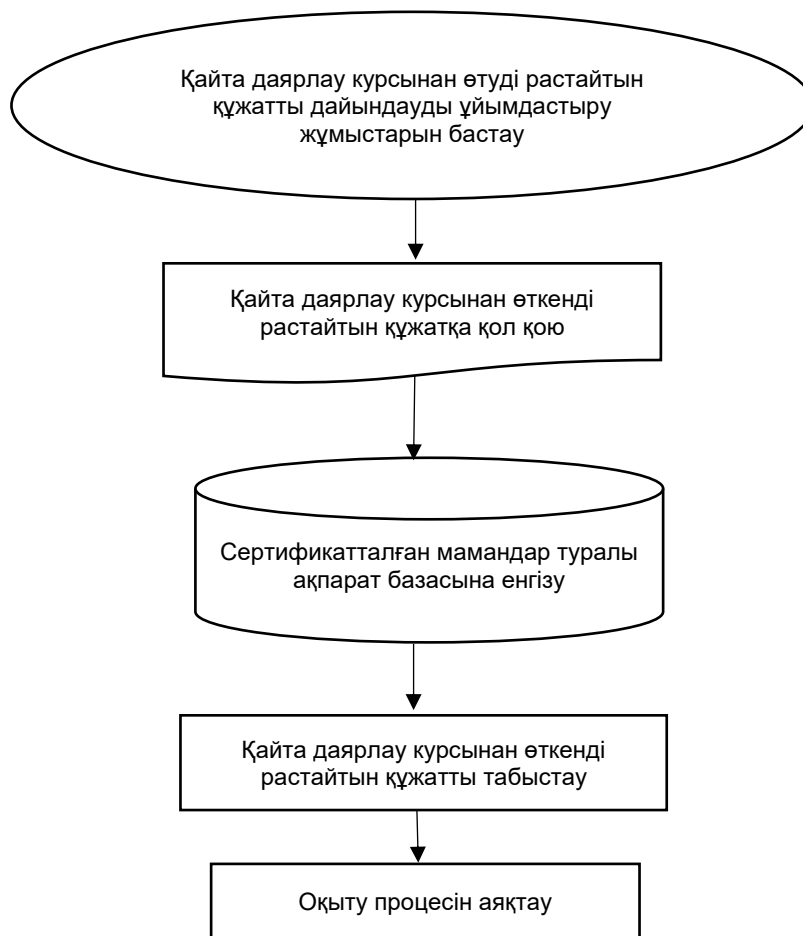 Қайта даярлау курсынан өтуді растайтын
құжатты дайындауды ұйымдастыру
жұмыстарын бастау
Қайта даярлау курсынан өткенді
растайтын құжатқа қол қою
Сертификатталған мамандар туралы
ақпарат базасына енгізу
Қайта даярлау курсынан өткенді
растайтын құжатты табыстау
Оқыту процесін аяқтау